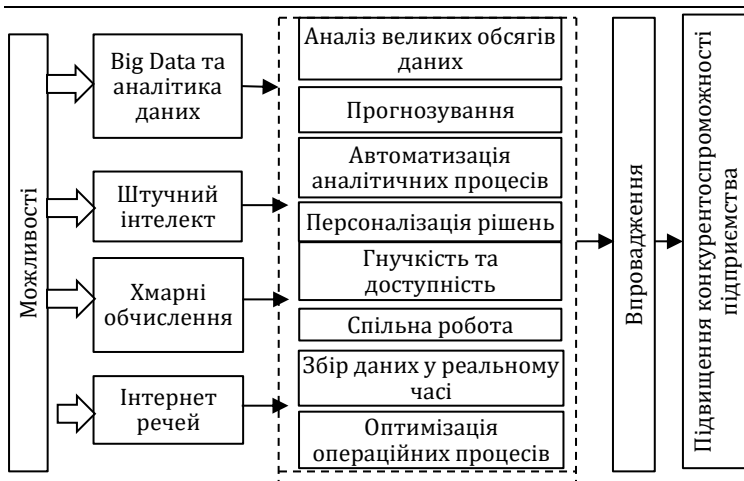 Можливості
Big Data та
аналітика
даних
Штучний
інтелект
Хмарні
обчислення
Інтернет
речей
Аналіз великих обсягів
даних
Прогнозування
Автоматизація
аналітичних процесів
Персоналізація рішень
Гнучкість та
доступність
Спільна робота
Збір даних у реальному
часі
Оптимізація
операційних процесів
Впровадження
Підвищення конкурентоспроможності
підприємства